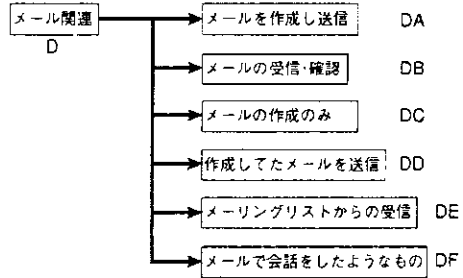 メール関連
D
メールを作成し送信 DA
メールの受信・確認 DB
メールの作成のみ DC
作成してたメールを送信 DD
メーリングリストからの受信 DE
メールで会話をしたようなもの DF